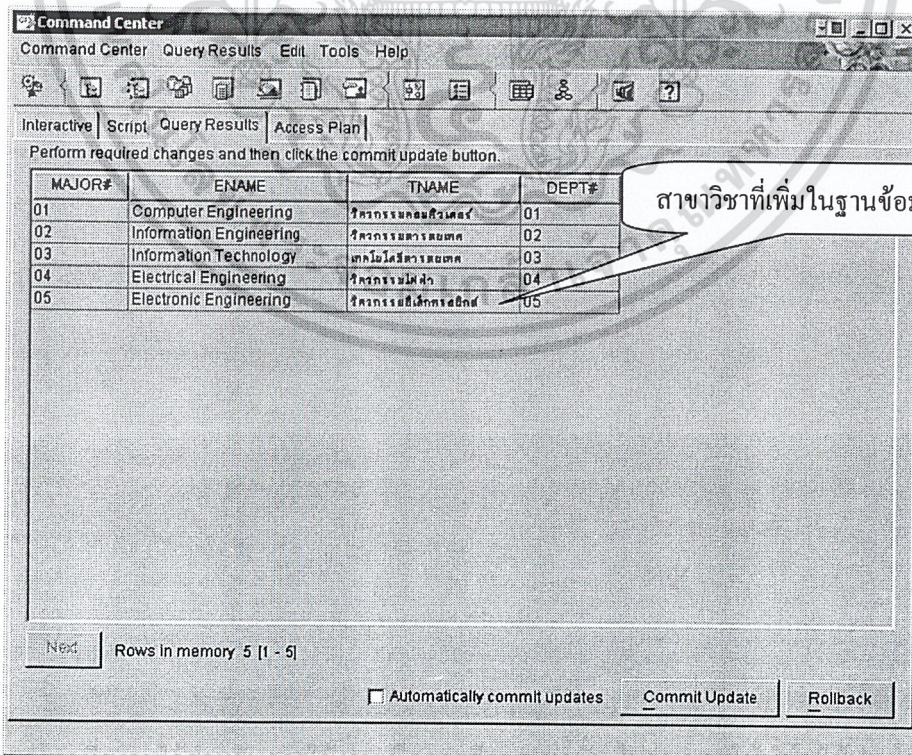 Command Center
Command Center Query Results Edit Tools Help
Interactive Script Query Results Access Plan
Perform required changes and then click the commit update button.
MAJOR# ENAME TNAME DEPT#
01 Computer Engineering วิศวกรรมคอมพิวเตอร์ 01
02 Information Engineering วิศวกรรมสารสนเทศ 02
03 Information Technology เทคโนโลยีสารสนเทศ 03
04 Electrical Engineering วิศวกรรมไฟฟ้า 04
05 Electronic Engineering วิศวกรรมอิเล็กทรอนิกส์ 05
สาขาวิชาที่เพิ่มในฐานข้อม
Next Rows in memory 5 [1 - 5]
Automatically commit updates Commit Update Rollback